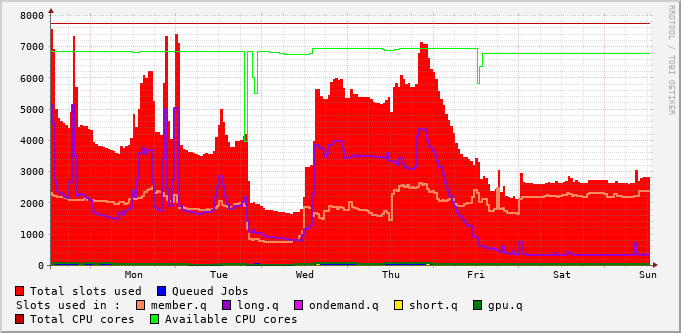 8000
7000
6000
5000
4000
3000
2000
1000
0
Mon Tue Wed Thu Fri Sat Sun
RRDTOOL / TOBI OETIKER
Total slots used Queued Jobs
Slots used in : member.q long.q ondemand.q short.q gpu.q
Total CPU cores Available CPU cores